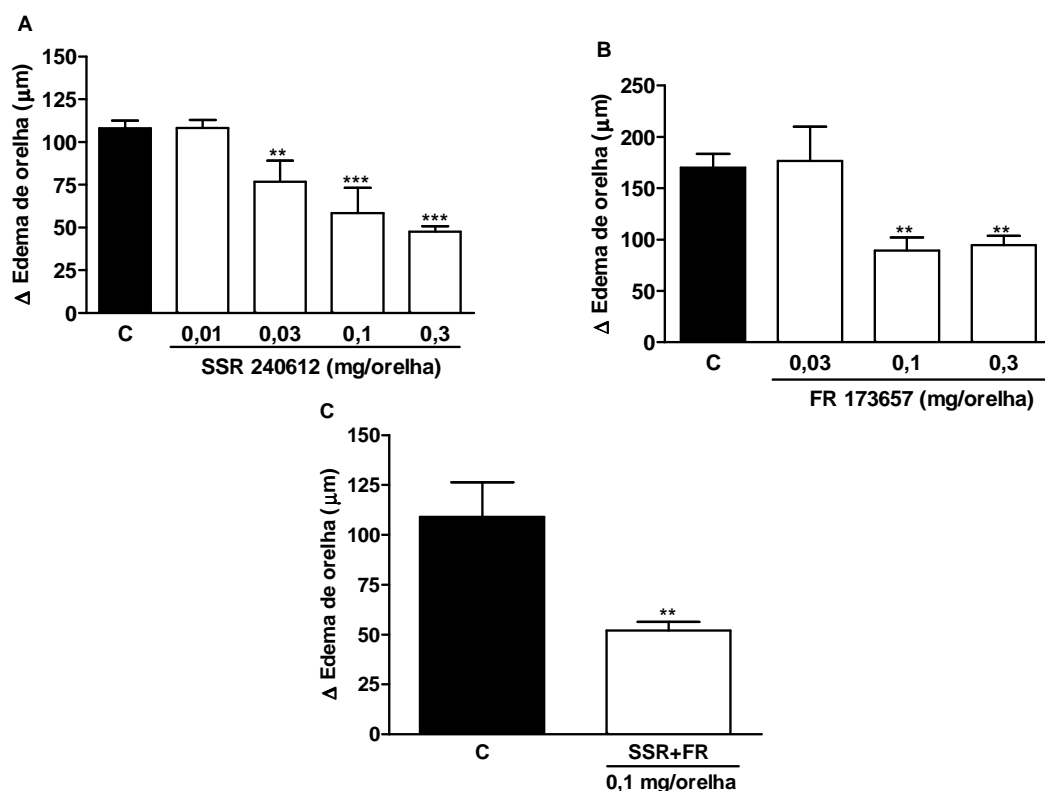 A
Δ Edema de orelha (μm)
150
125
100
75
50
25
0
**
***
***
C
0,01
0,03
0,1
0,3
SSR 240612 (mg/orelha)
B
Δ Edema de orelha (μm)
250
200
150
100
50
0
**
**
C
0,03
0,1
0,3
FR 173657 (mg/orelha)
C
Δ Edema de orelha (μm)
150
125
100
75
50
25
0
**
C
SSR+FR
0,1 mg/orelha